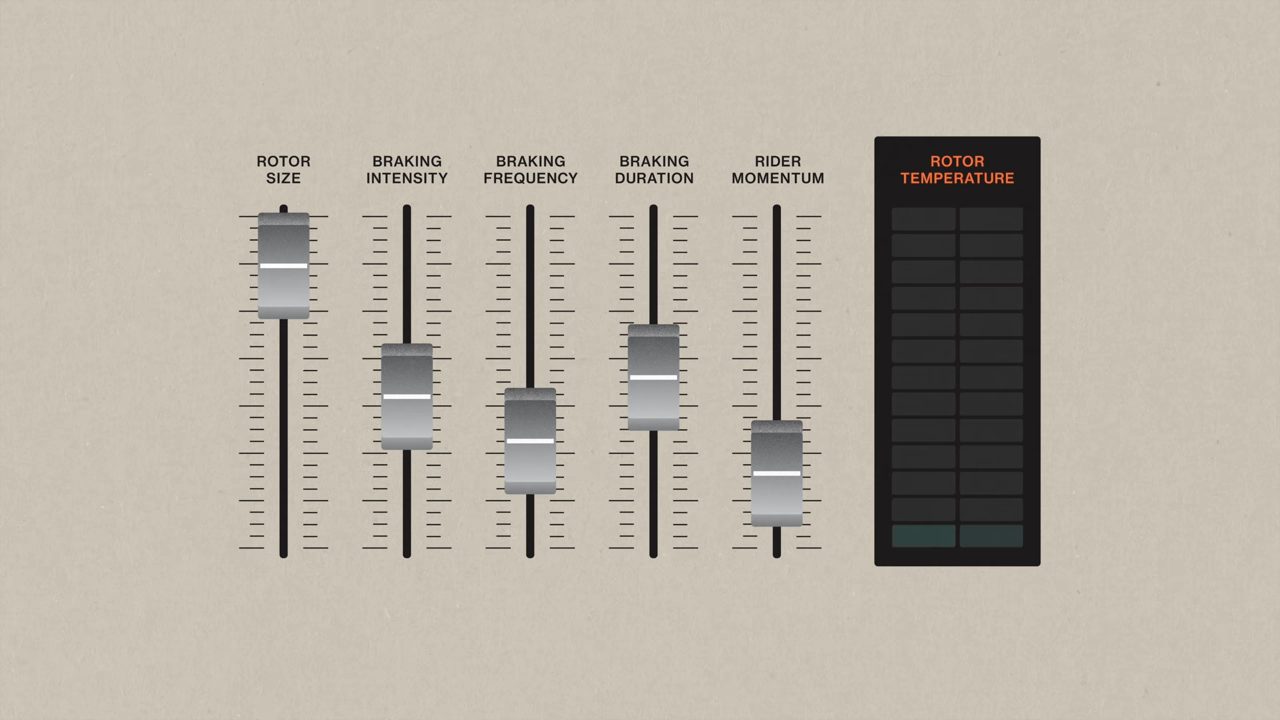 ROTOR
SIZE
BRAKING
INTENSITY
BRAKING
FREQUENCY
BRAKING
DURATION
RIDER
MOMENTUM
ROTOR
TEMPERATURE